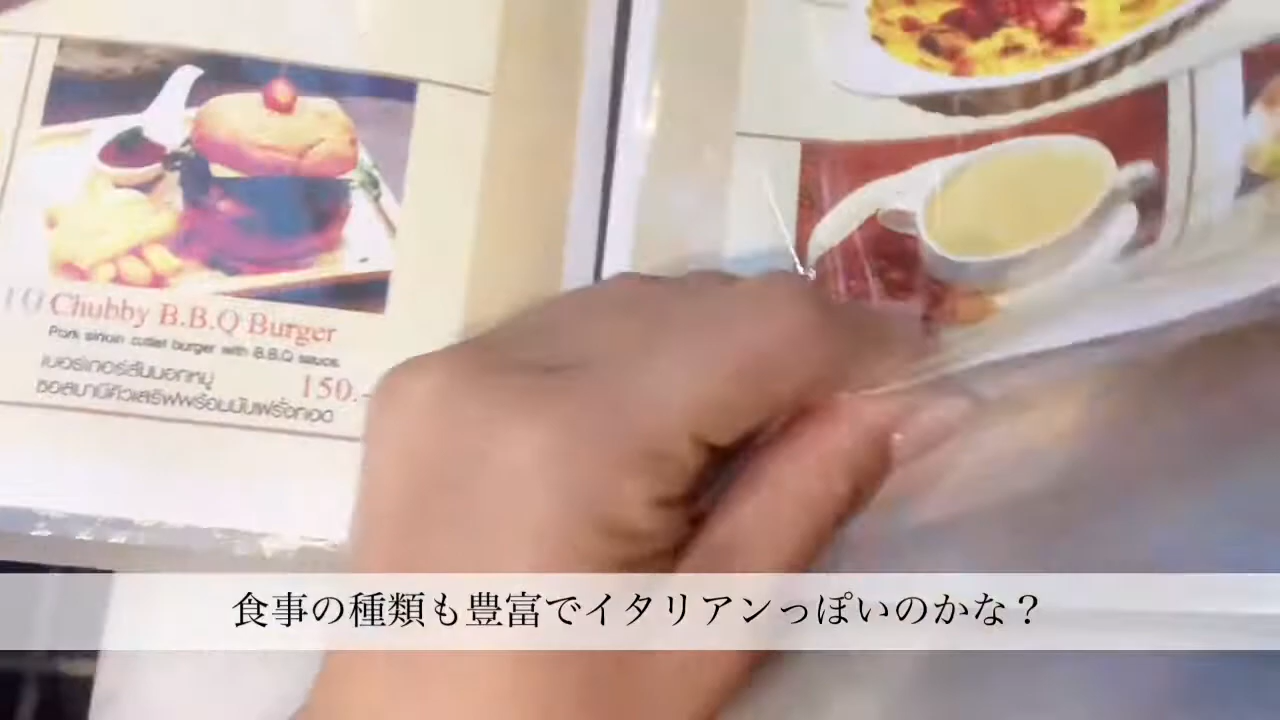 10 Chubby B.B.Q Burger
Pork sirloin cutlet burger with B.B.Q sauce.
เบอร์เกอร์สันนอกหมู
150.-
ซอสบาบีคิวเสริฟพร้อมมันฝรั่งทอด
食事の種類も豊富でイタリアンっぽいのかな？